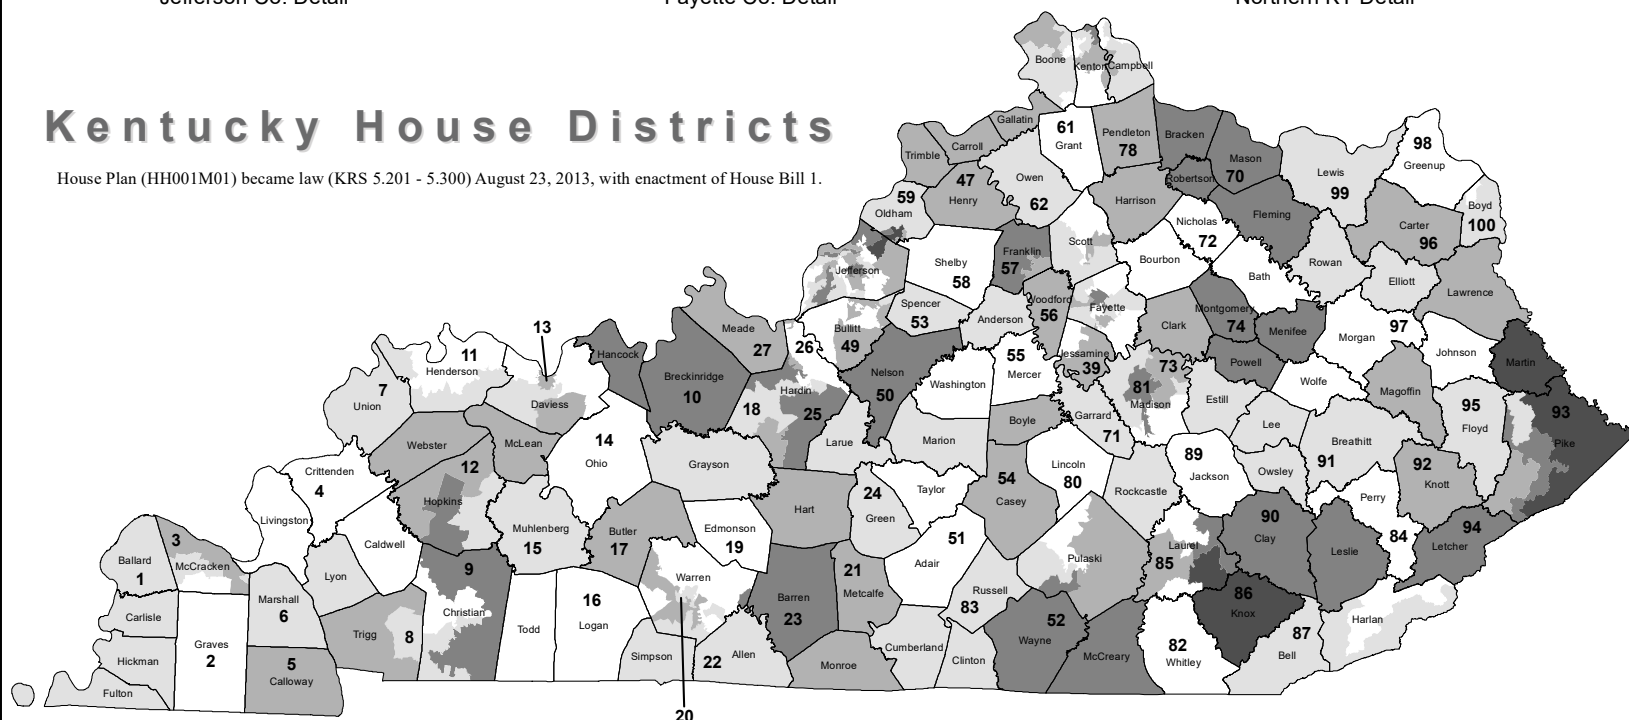 Jefferson Co. Detail
Fayette Co. Detail
Northern KY Detail
Kentucky House Districts
House Plan (HH001M01) became law (KRS 5.201 - 5.300) August 23, 2013, with enactment of House Bill 1.
Boone
Kenton
Campbell
Gallatin
61
Grant
Pendleton
78
Bracken
Mason
70
Robertson
Lewis
99
98
Greenup
Trimble
Carroll
47
Henry
Owen
62
Harrison
Nicholas
72
Fleming
Carter
96
Boyd
100
59
Oldham
Jefferson
Shelby
58
Franklin
57
Scott
Bourbon
Bath
Rowan
Elliott
Lawrence
Spencer
53
Anderson
Woodford
56
Fayette
Clark
Montgomery
74
Menifee
Morgan
97
Johnson
Martin
Meade
27
26
Bullitt
49
Nelson
50
Washington
55
Mercer
Jessamine
39
73
81
Madison
Powell
Estill
Wolfe
Magoffin
95
Floyd
93
Pike
13
11
Henderson
7
Union
Daviess
Hancock
Breckinridge
10
Hardin
18
25
Larue
Marion
Boyle
Garrard
71
Lee
Breathitt
91
Webster
McLean
14
Ohio
Grayson
12
Hopkins
Crittenden
4
Livingston
Caldwell
Muhlenberg
15
Butler
17
Edmonson
19
Hart
24
Green
Taylor
54
Casey
Lincoln
80
Rockcastle
89
Jackson
Owsley
Perry
84
92
Knott
94
Letcher
Ballard
1
3
McCracken
Lyon
9
Christian
Warren
Barren
23
21
Metcalfe
51
Adair
Russell
83
Pulaski
Laurel
85
90
Clay
Leslie
86
Knox
Harlan
Carlisle
Marshall
6
Trigg
8
Todd
16
Logan
Graves
2
Hickman
5
Calloway
Fulton
Simpson
22
Allen
20
Monroe
Cumberland
Clinton
52
Wayne
McCreary
82
Whitley
87
Bell